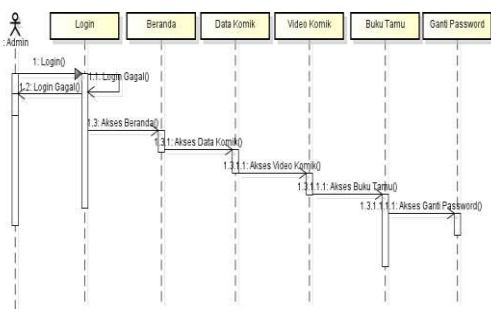 Login
Beranda
Data Komik
Video Komik
Buku Tamu
Ganti Password
: Admin
1: Login()
1.1: Login Gagal()
1.2: Login Gagal()
1.3: Akses Beranda()
1.3.1: Akses Data Komik()
1.3.1.1: Akses Video Komik()
1.3.1.1.1: Akses Buku Tamu()
1.3.1.1.1.1: Akses Ganti Password()